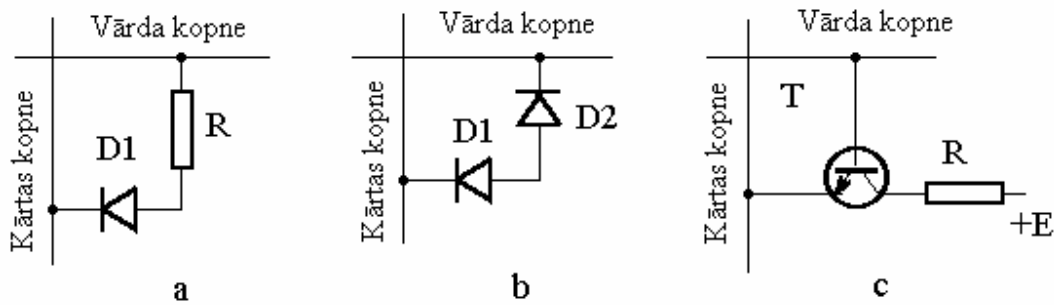 Vārda kopne
Kārtas kopne
D1
R
a
Vārda kopne
Kārtas kopne
D1
D2
b
Vārda kopne
Kārtas kopne
T
R
+E
c